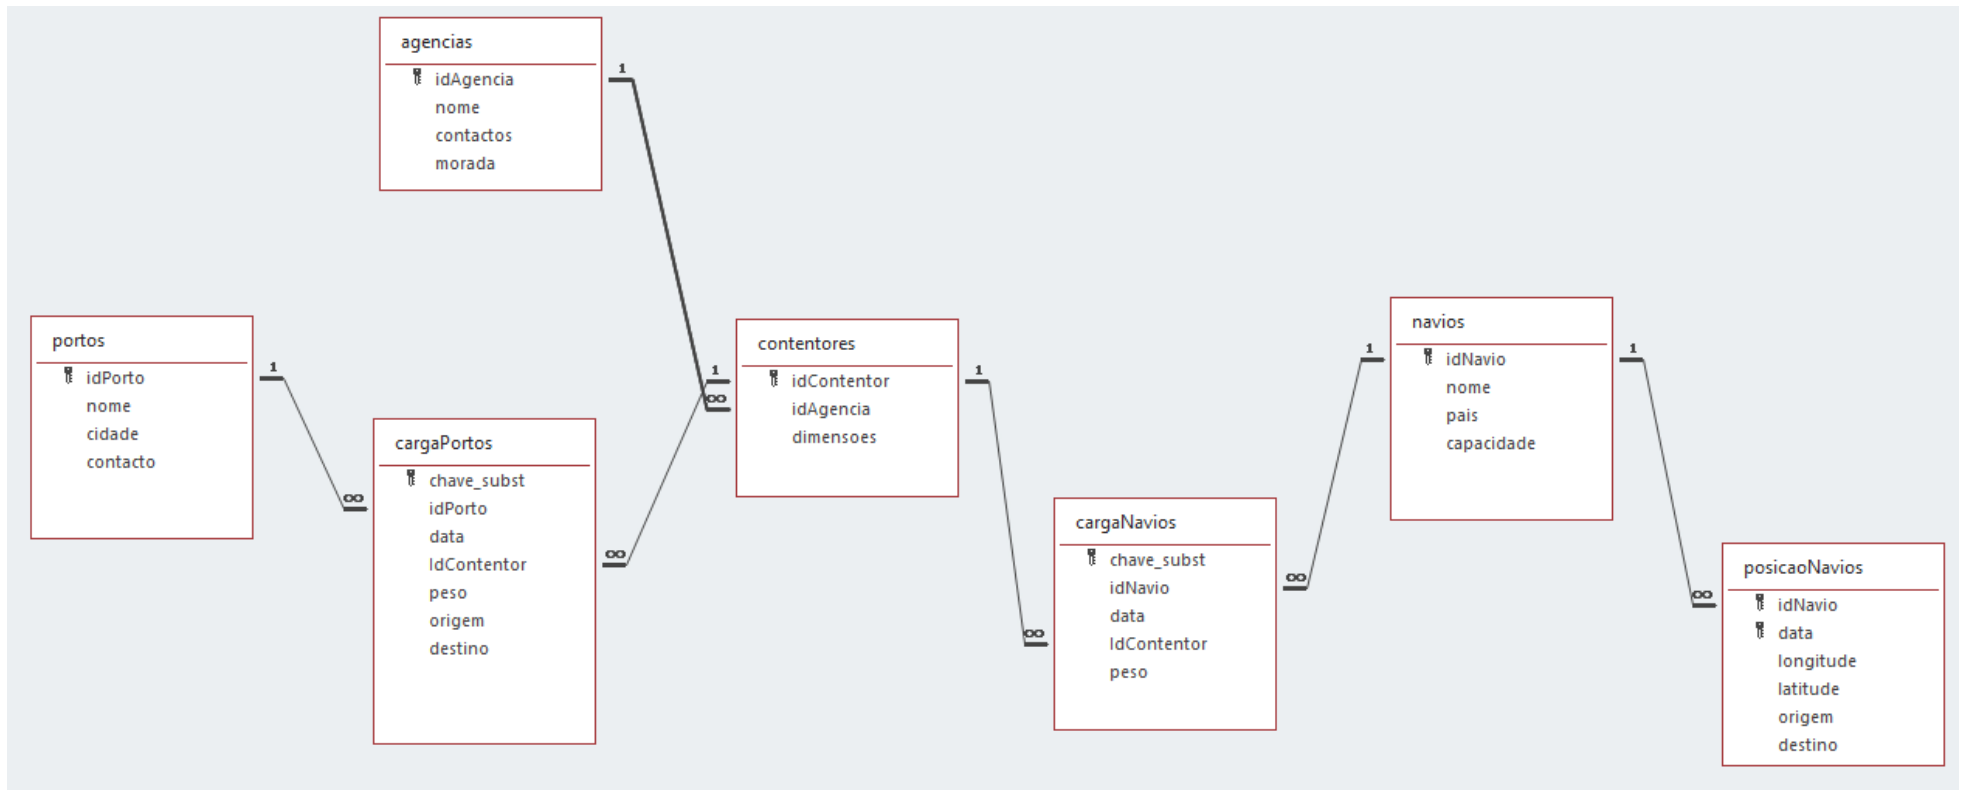 agencias
idAgencia
nome
contactos
morada
1
∞
portos
idPorto
nome
cidade
contacto
1
∞
cargaPortos
chave_subst
idPorto
data
IdContentor
peso
origem
destino
∞
1
contentores
idContentor
idAgencia
dimensoes
1
∞
cargaNavios
chave_subst
idNavio
data
IdContentor
peso
∞
1
navios
idNavio
nome
pais
capacidade
1
∞
posicaoNavios
idNavio
data
longitude
latitude
origem
destino